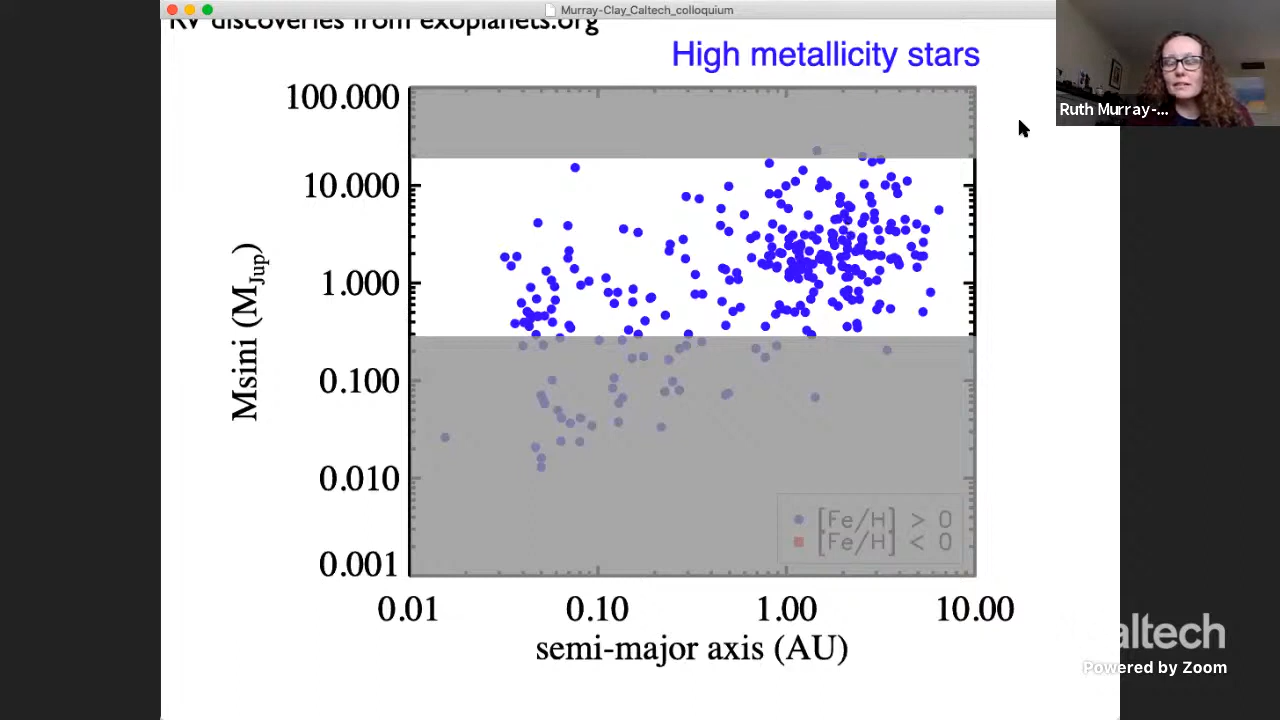 Murray-Clay_Caltech_colloquium
RV discoveries from exoplanets.org
High metallicity stars
Ruth Murray-...
100.000
10.000
1.000
0.100
0.010
0.001
Msini (MJup)
[Fe/H] > 0
[Fe/H] < 0
0.01 0.10 1.00 10.00
semi-major axis (AU)
altech
Powered by Zoom